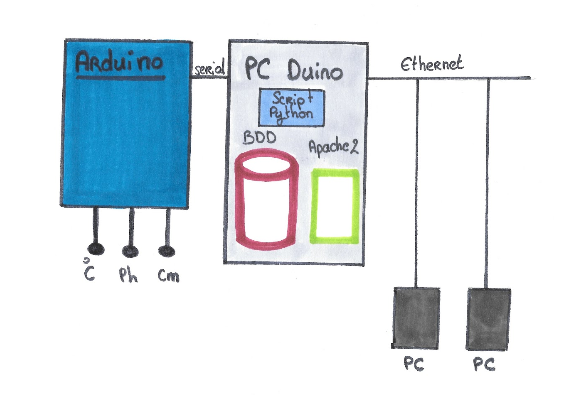 Arduino
serial
PC Duino
Ethernet
Script
Python
BDD
Apache2
°C
Ph
Cm
PC
PC